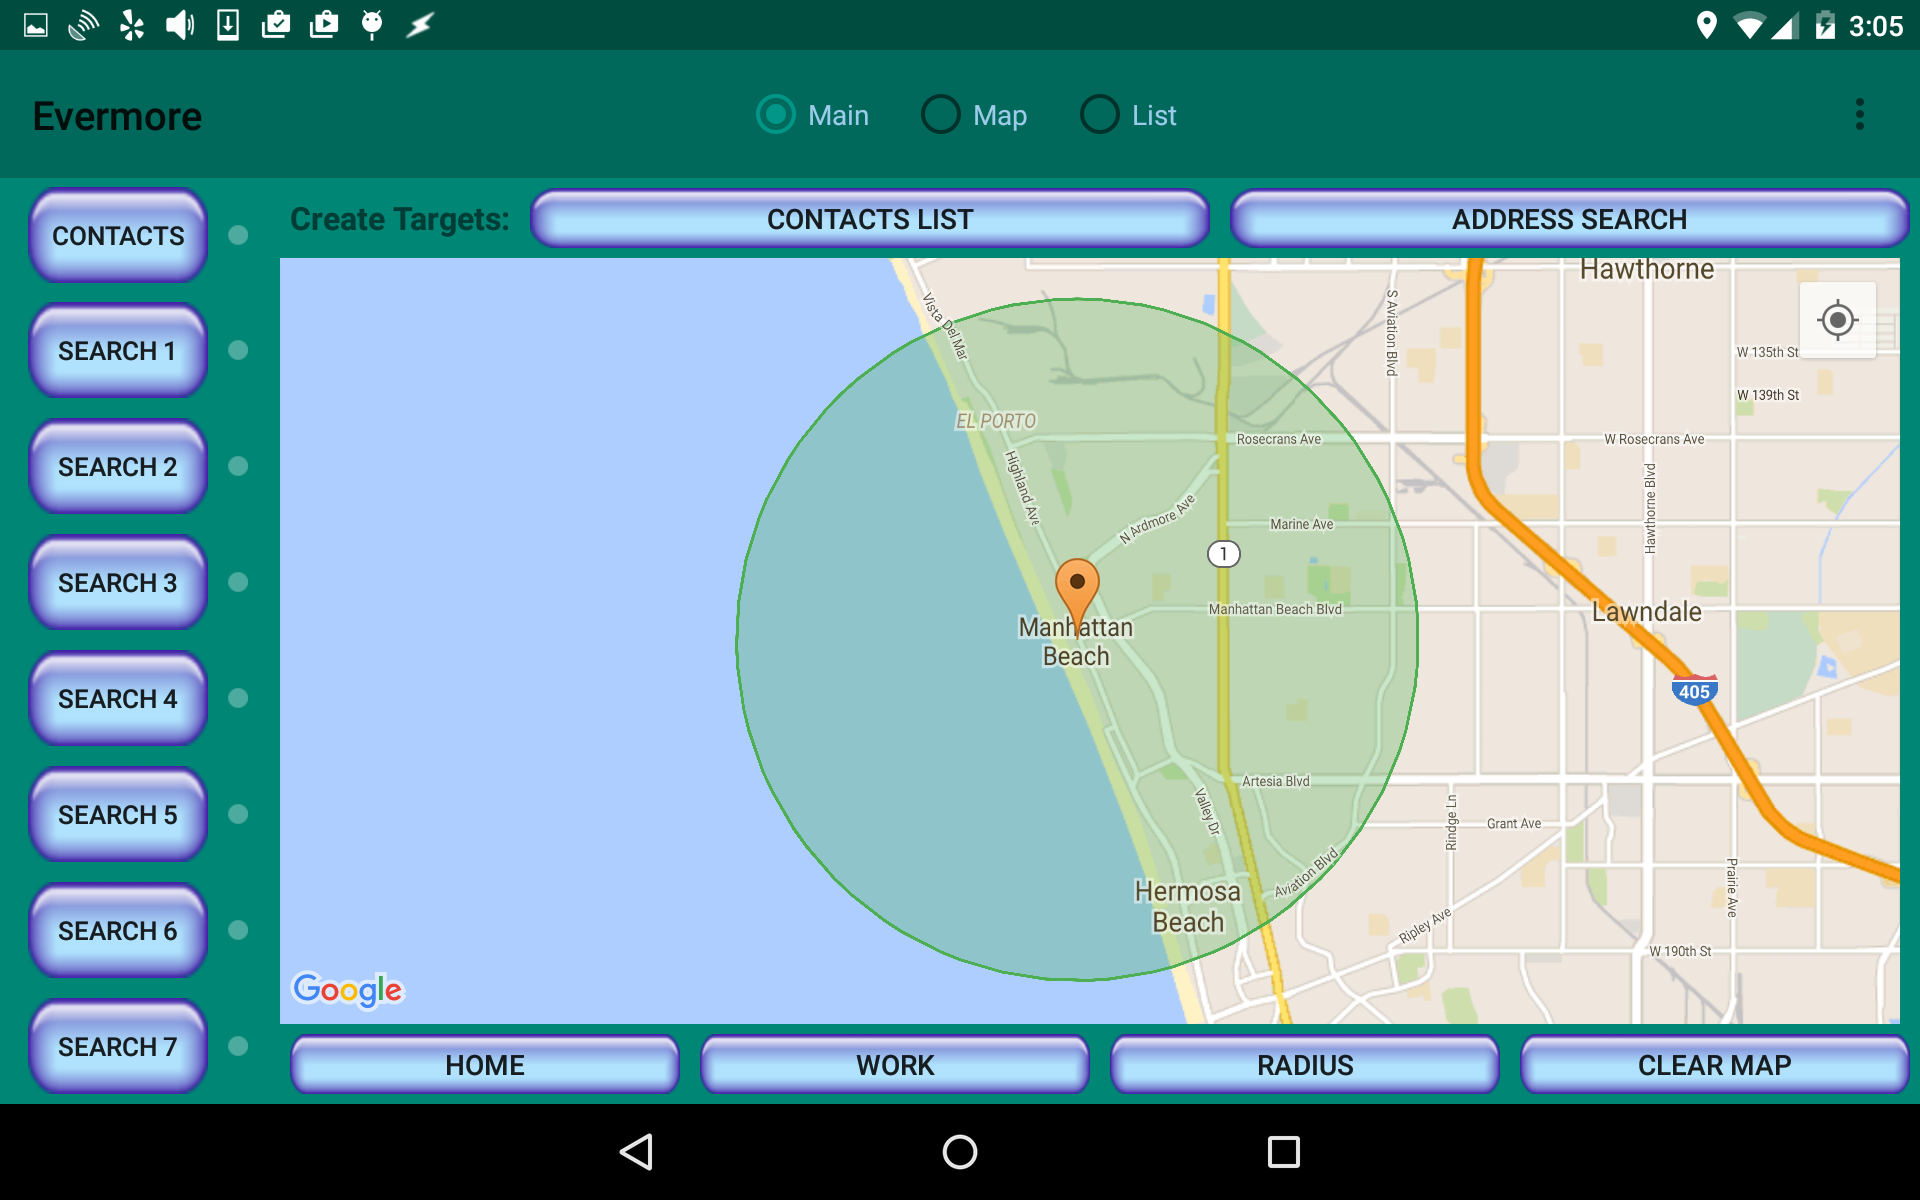 3:05
Evermore
Main
Map
List
Create Targets:
CONTACTS LIST
ADDRESS SEARCH
CONTACTS
SEARCH 1
SEARCH 2
SEARCH 3
SEARCH 4
SEARCH 5
SEARCH 6
SEARCH 7
Hawthorne
Vista Del Mar
S Aviation Blvd
W 135th St
W 139th St
EL PORTO
Rosecrans Ave
W Rosecrans Ave
Highland Ave
N Ardmore Ave
Hawthorne Blvd
Marine Ave
1
Manhattan Beach Blvd
Lawndale
Manhattan
Beach
405
Artesia Blvd
Valley Dr
Rindge Ln
Grant Ave
Aviation Blvd
Prairie Ave
Hermosa
Beach
Ripley Ave
W 190th St
Google
HOME
WORK
RADIUS
CLEAR MAP